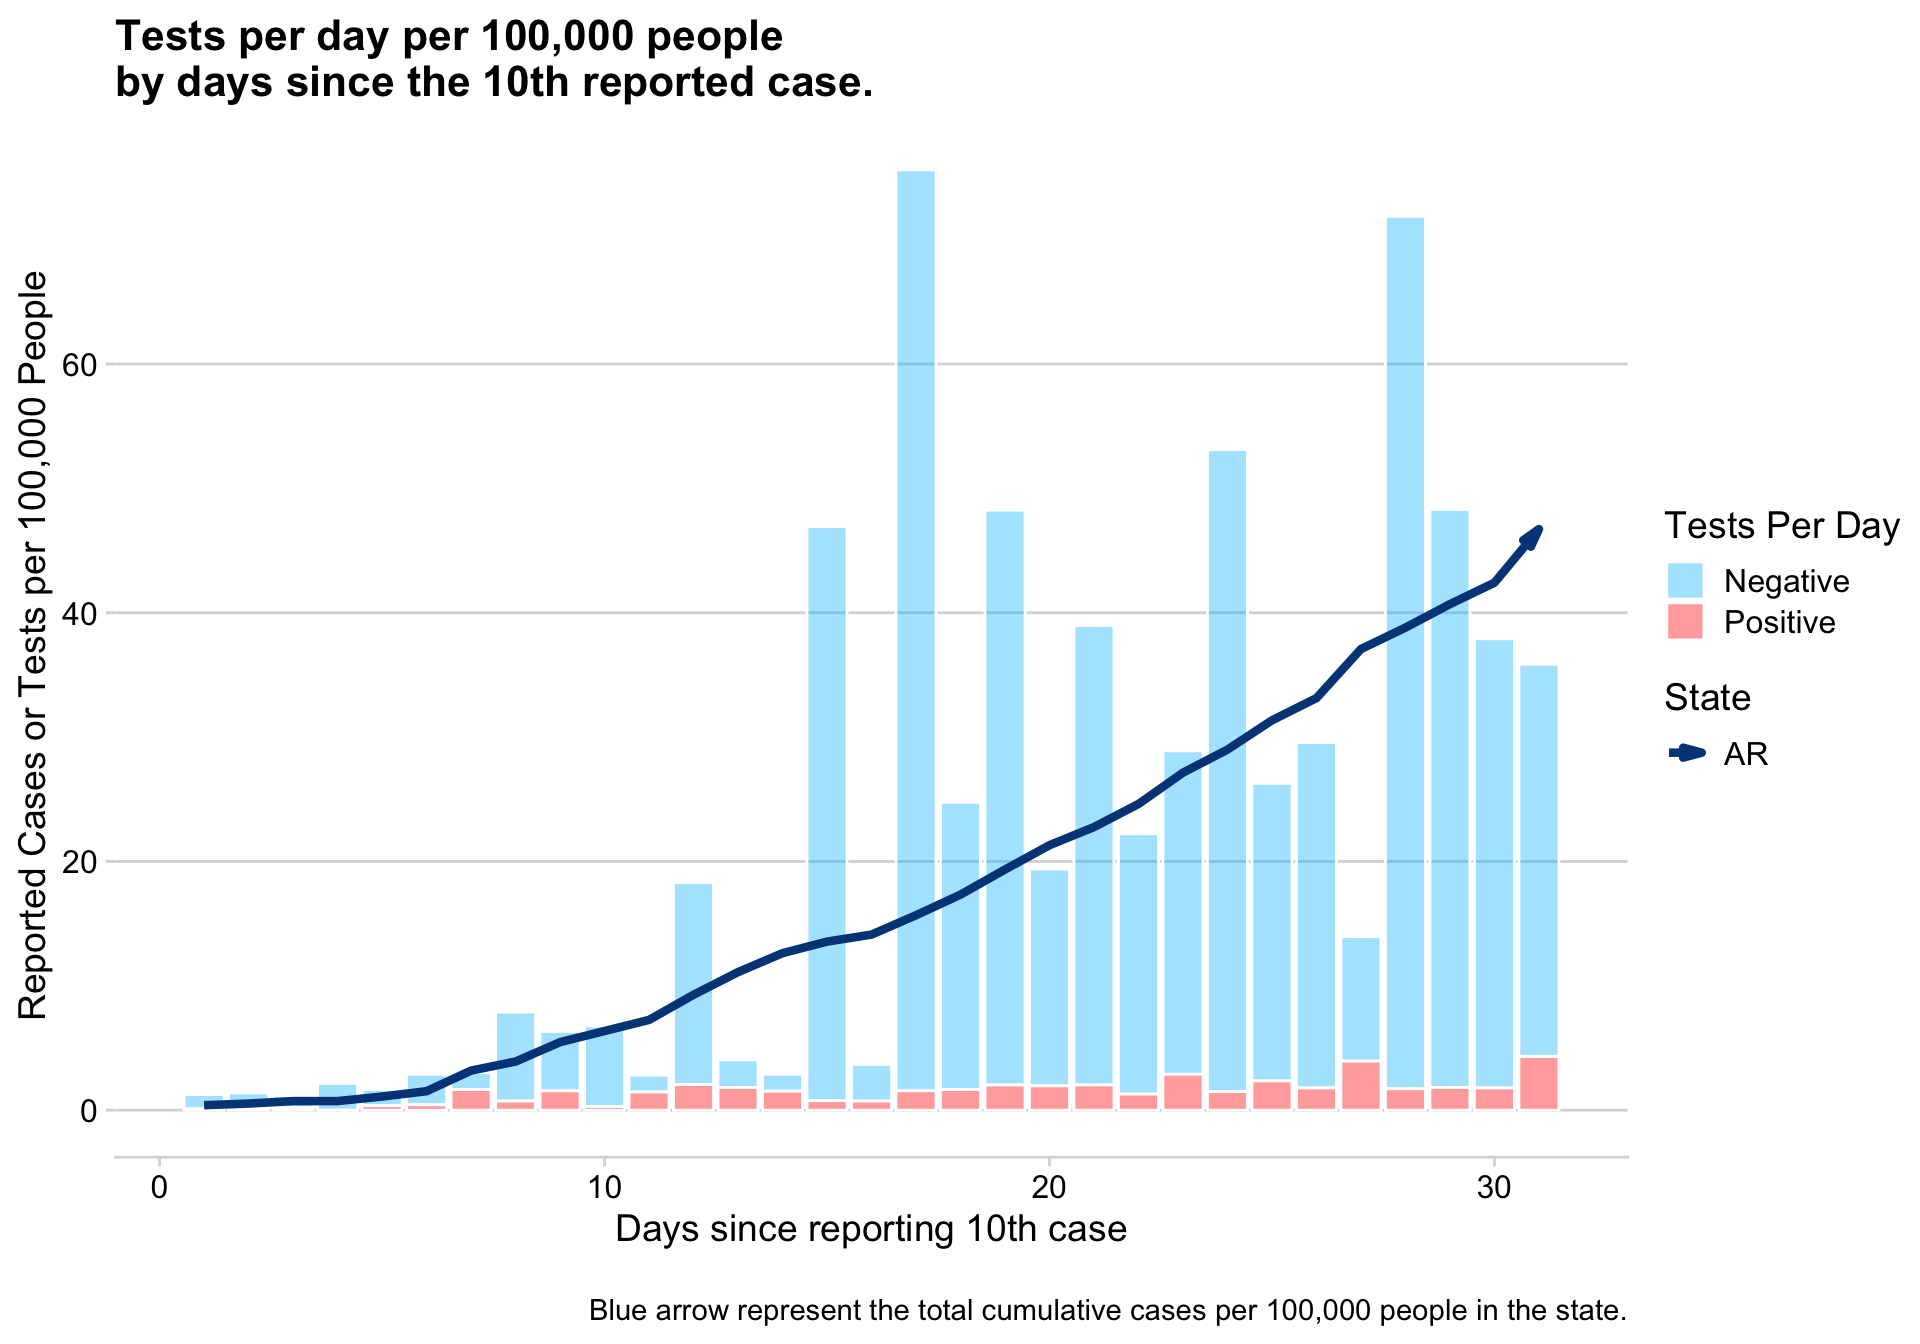 Tests per day per 100,000 people
by days since the 10th reported case.
Reported Cases or Tests per 100,000 People
60
40
20
0
0
10
20
30
Days since reporting 10th case
Tests Per Day
Negative
Positive
State
AR
Blue arrow represent the total cumulative cases per 100,000 people in the state.